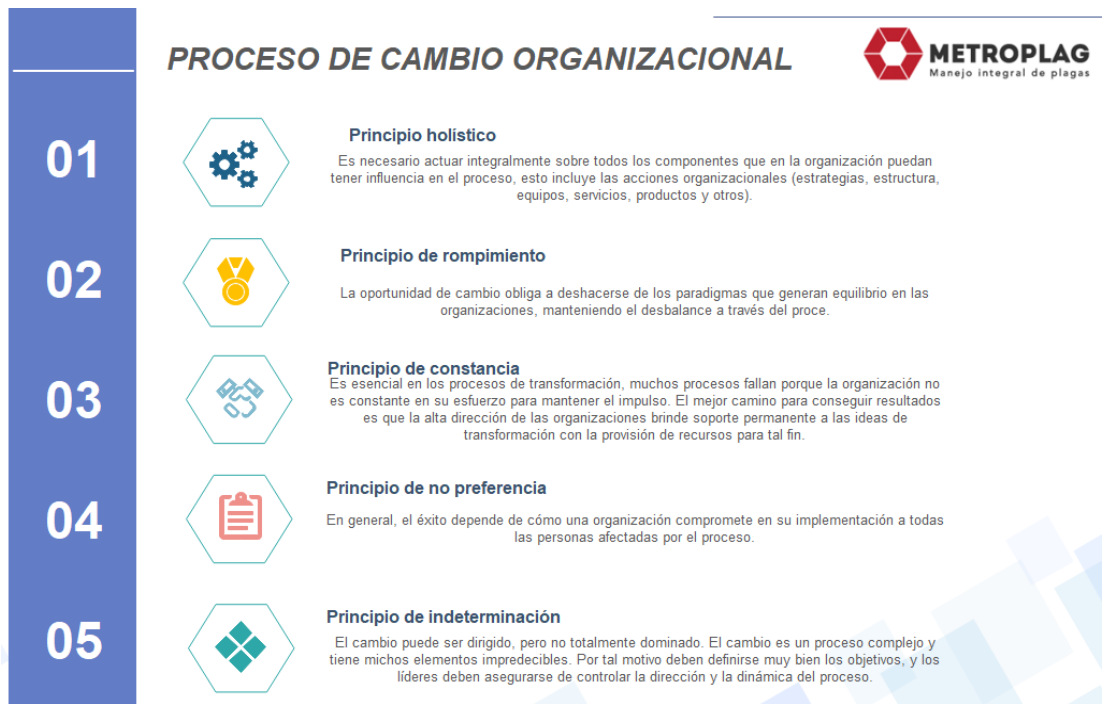 PROCESO DE CAMBIO ORGANIZACIONAL
METROPLAG
Manejo integral de plagas
01
Principio holístico
Es necesario actuar integralmente sobre todos los componentes que en la organización puedan
tener influencia en el proceso, esto incluye las acciones organizacionales (estrategias, estructura,
equipos, servicios, productos y otros).
02
Principio de rompimiento
La oportunidad de cambio obliga a deshacerse de los paradigmas que generan equilibrio en las
organizaciones, manteniendo el desbalance a través del proce.
03
Principio de constancia
Es esencial en los procesos de transformación, muchos procesos fallan porque la organización no
es constante en su esfuerzo para mantener el impulso. El mejor camino para conseguir resultados
es que la alta dirección de las organizaciones brinde soporte permanente a las ideas de
transformación con la provisión de recursos para tal fin.
04
Principio de no preferencia
En general, el éxito depende de cómo una organización compromete en su implementación a todas
las personas afectadas por el proceso.
05
Principio de indeterminación
El cambio puede ser dirigido, pero no totalmente dominado. El cambio es un proceso complejo y
tiene michos elementos impredecibles. Por tal motivo deben definirse muy bien los objetivos, y los
líderes deben asegurarse de controlar la dirección y la dinámica del proceso.